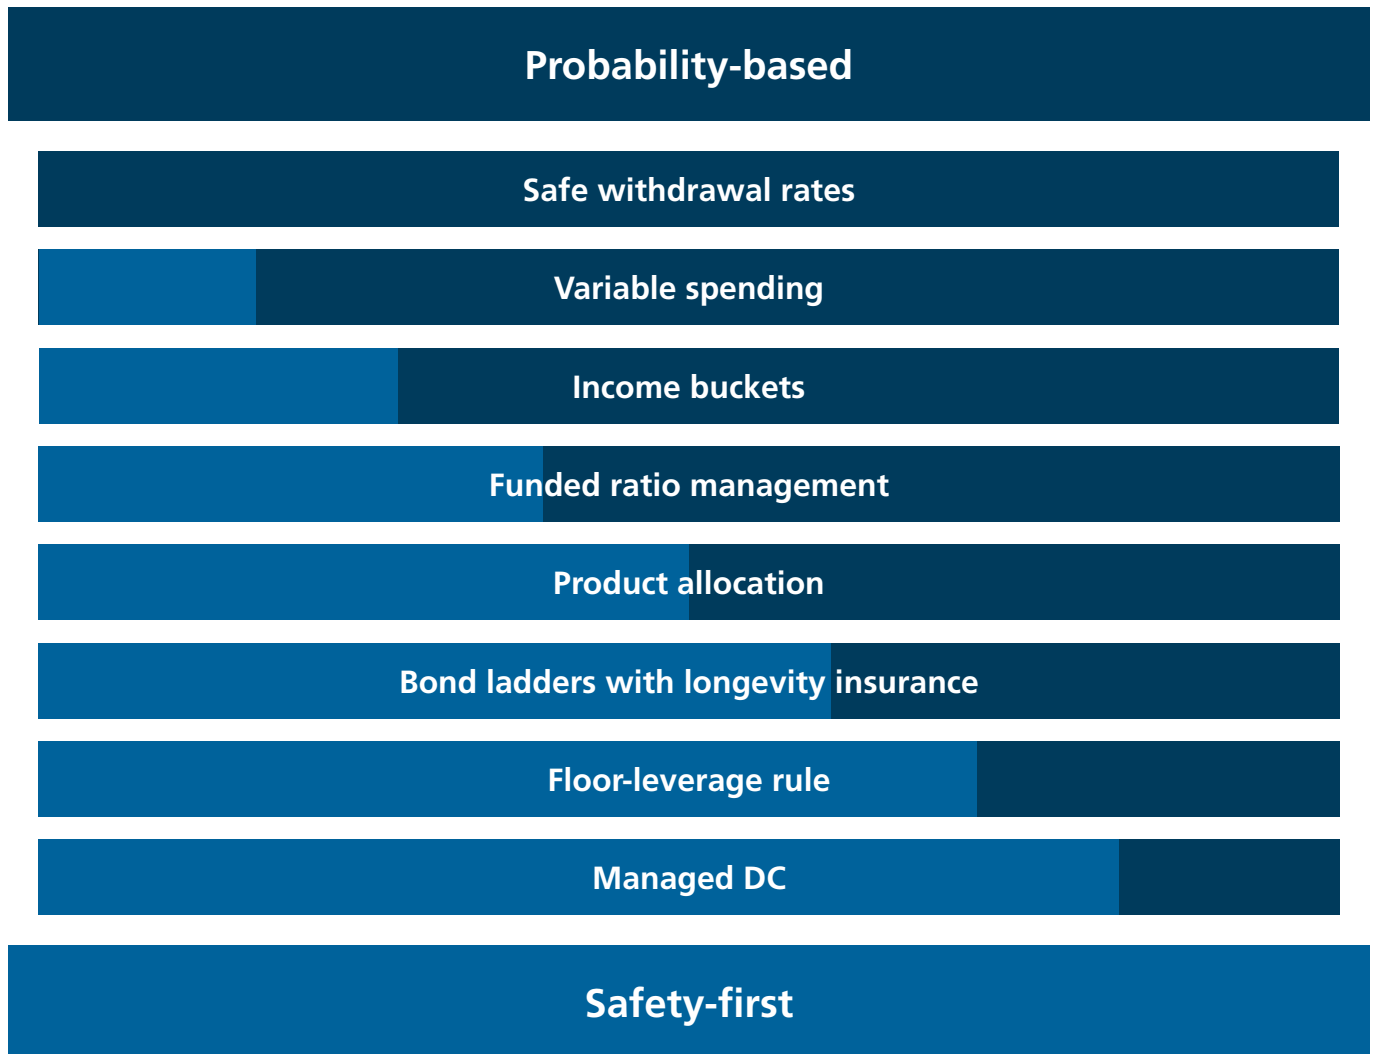 Probability-based
Safe withdrawal rates
Variable spending
Income buckets
Funded ratio management
Product allocation
Bond ladders with longevity insurance
Floor-leverage rule
Managed DC
Safety-first